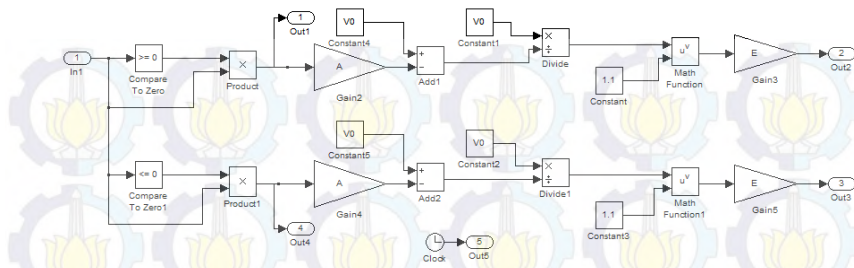 1
Out1
V0
Constant4
V0
Constant1
1
In1
>= 0
Compare
To Zero
×
Product
A
Gain2
+
−
Add1
×
÷
Divide
1.1
Constant
u^v
Math
Function
E
Gain3
2
Out2
V0
Constant5
V0
Constant2
<= 0
Compare
To Zero1
×
Product1
A
Gain4
+
−
Add2
×
÷
Divide1
1.1
Constant3
u^v
Math
Function1
E
Gain5
3
Out3
4
Out4
Clock
5
Out5